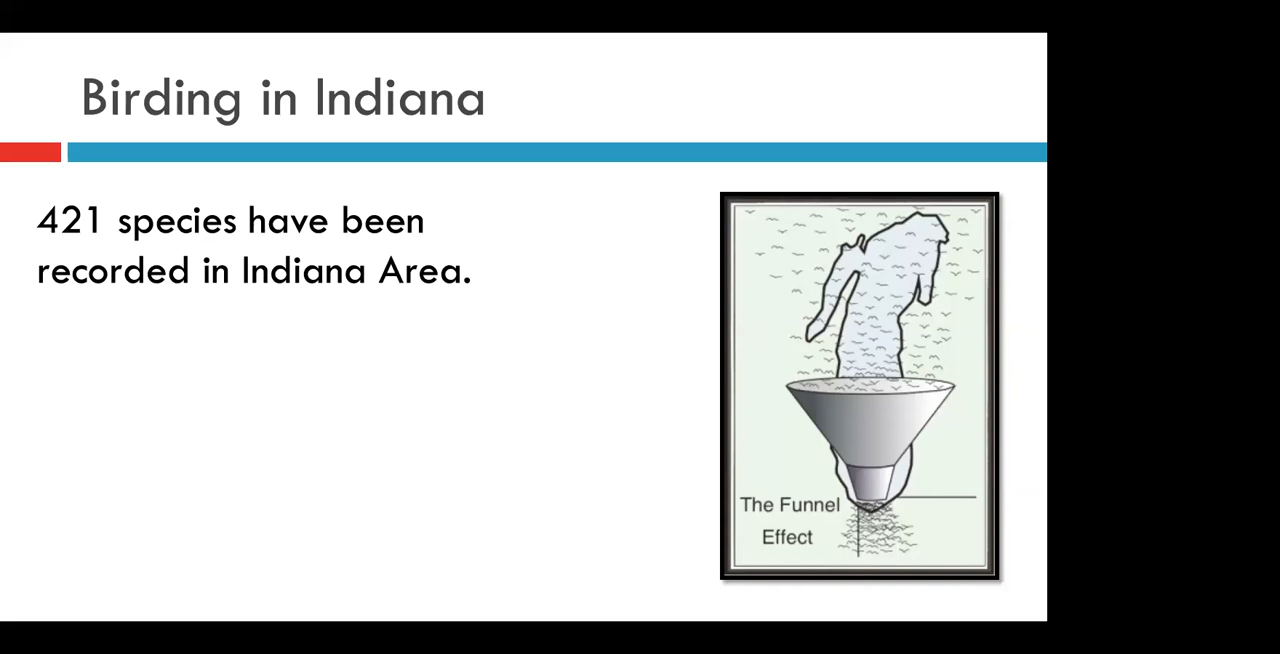 Birding in Indiana
421 species have been
recorded in Indiana Area.
The Funnel
Effect